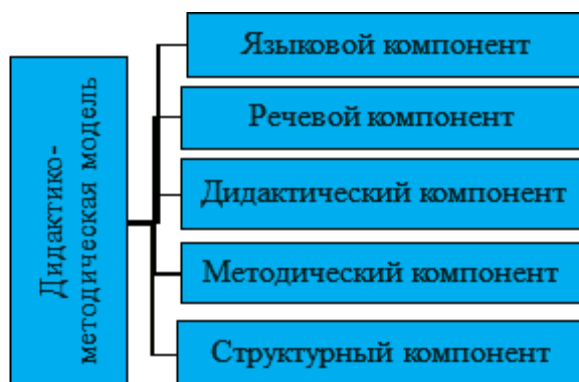 Дидактико-
методическая модель
Языковой компонент
Речевой компонент
Дидактический компонент
Методический компонент
Структурный компонент